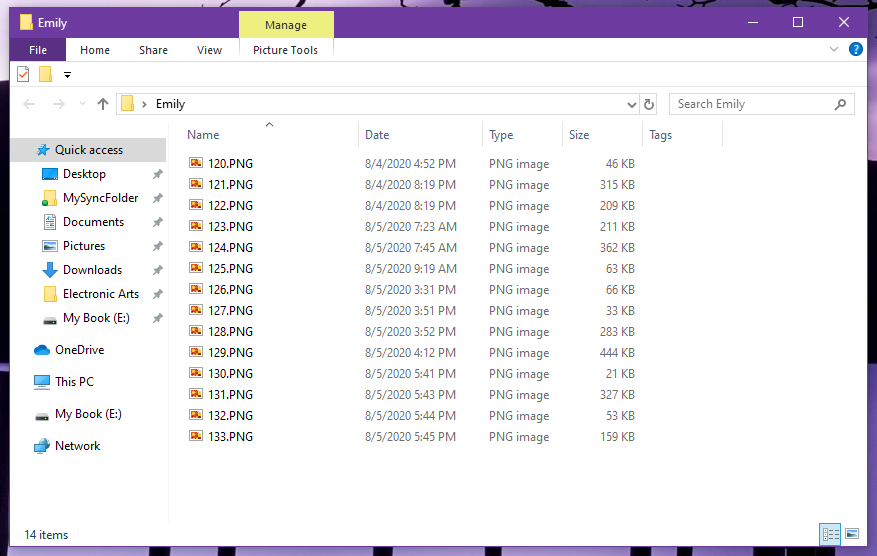 Emily
Manage
File Home Share View Picture Tools
Emily
Search Emily
Name Date Type Size Tags
Quick access
Desktop
MySyncFolder
Documents
Pictures
Downloads
Electronic Arts
My Book (E:)
OneDrive
This PC
My Book (E:)
Network
120.PNG 8/4/2020 4:52 PM PNG image 46 KB
121.PNG 8/4/2020 8:19 PM PNG image 315 KB
122.PNG 8/4/2020 8:19 PM PNG image 209 KB
123.PNG 8/5/2020 7:23 AM PNG image 211 KB
124.PNG 8/5/2020 7:45 AM PNG image 362 KB
125.PNG 8/5/2020 9:19 AM PNG image 63 KB
126.PNG 8/5/2020 3:31 PM PNG image 66 KB
127.PNG 8/5/2020 3:51 PM PNG image 33 KB
128.PNG 8/5/2020 3:52 PM PNG image 283 KB
129.PNG 8/5/2020 4:12 PM PNG image 444 KB
130.PNG 8/5/2020 5:41 PM PNG image 21 KB
131.PNG 8/5/2020 5:43 PM PNG image 327 KB
132.PNG 8/5/2020 5:44 PM PNG image 53 KB
133.PNG 8/5/2020 5:45 PM PNG image 159 KB
14 items